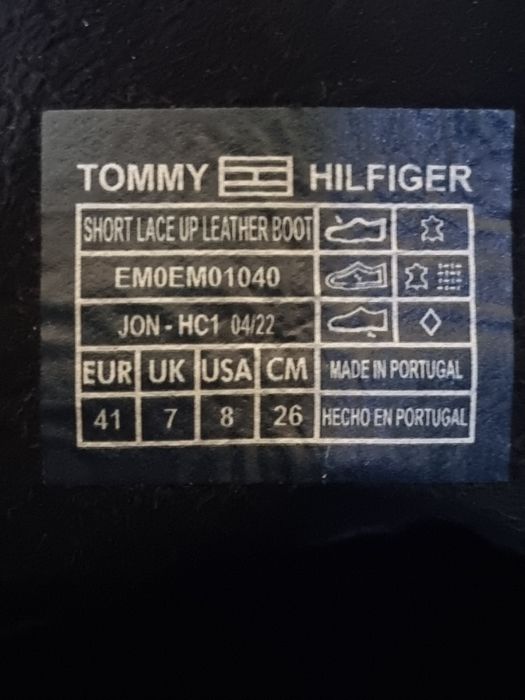 TOMMY HILFIGER
SHORT LACE UP LEATHER BOOT
EM0EM01040
JON - HC1 04/22
EUR UK USA CM MADE IN PORTUGAL
41 7 8 26 HECHO EN PORTUGAL